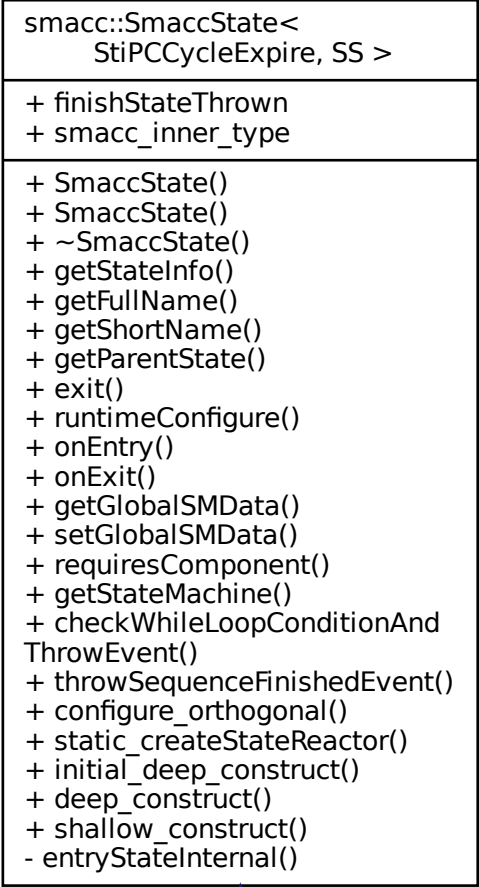 smacc::SmaccState<
StiPCCycleExpire, SS >
+ finishStateThrown
+ smacc_inner_type
+ SmaccState()
+ SmaccState()
+ ~SmaccState()
+ getStateInfo()
+ getFullName()
+ getShortName()
+ getParentState()
+ exit()
+ runtimeConfigure()
+ onEntry()
+ onExit()
+ getGlobalSMData()
+ setGlobalSMData()
+ requiresComponent()
+ getStateMachine()
+ checkWhileLoopConditionAnd
ThrowEvent()
+ throwSequenceFinishedEvent()
+ configure_orthogonal()
+ static_createStateReactor()
+ initial_deep_construct()
+ deep_construct()
+ shallow_construct()
- entryStateInternal()